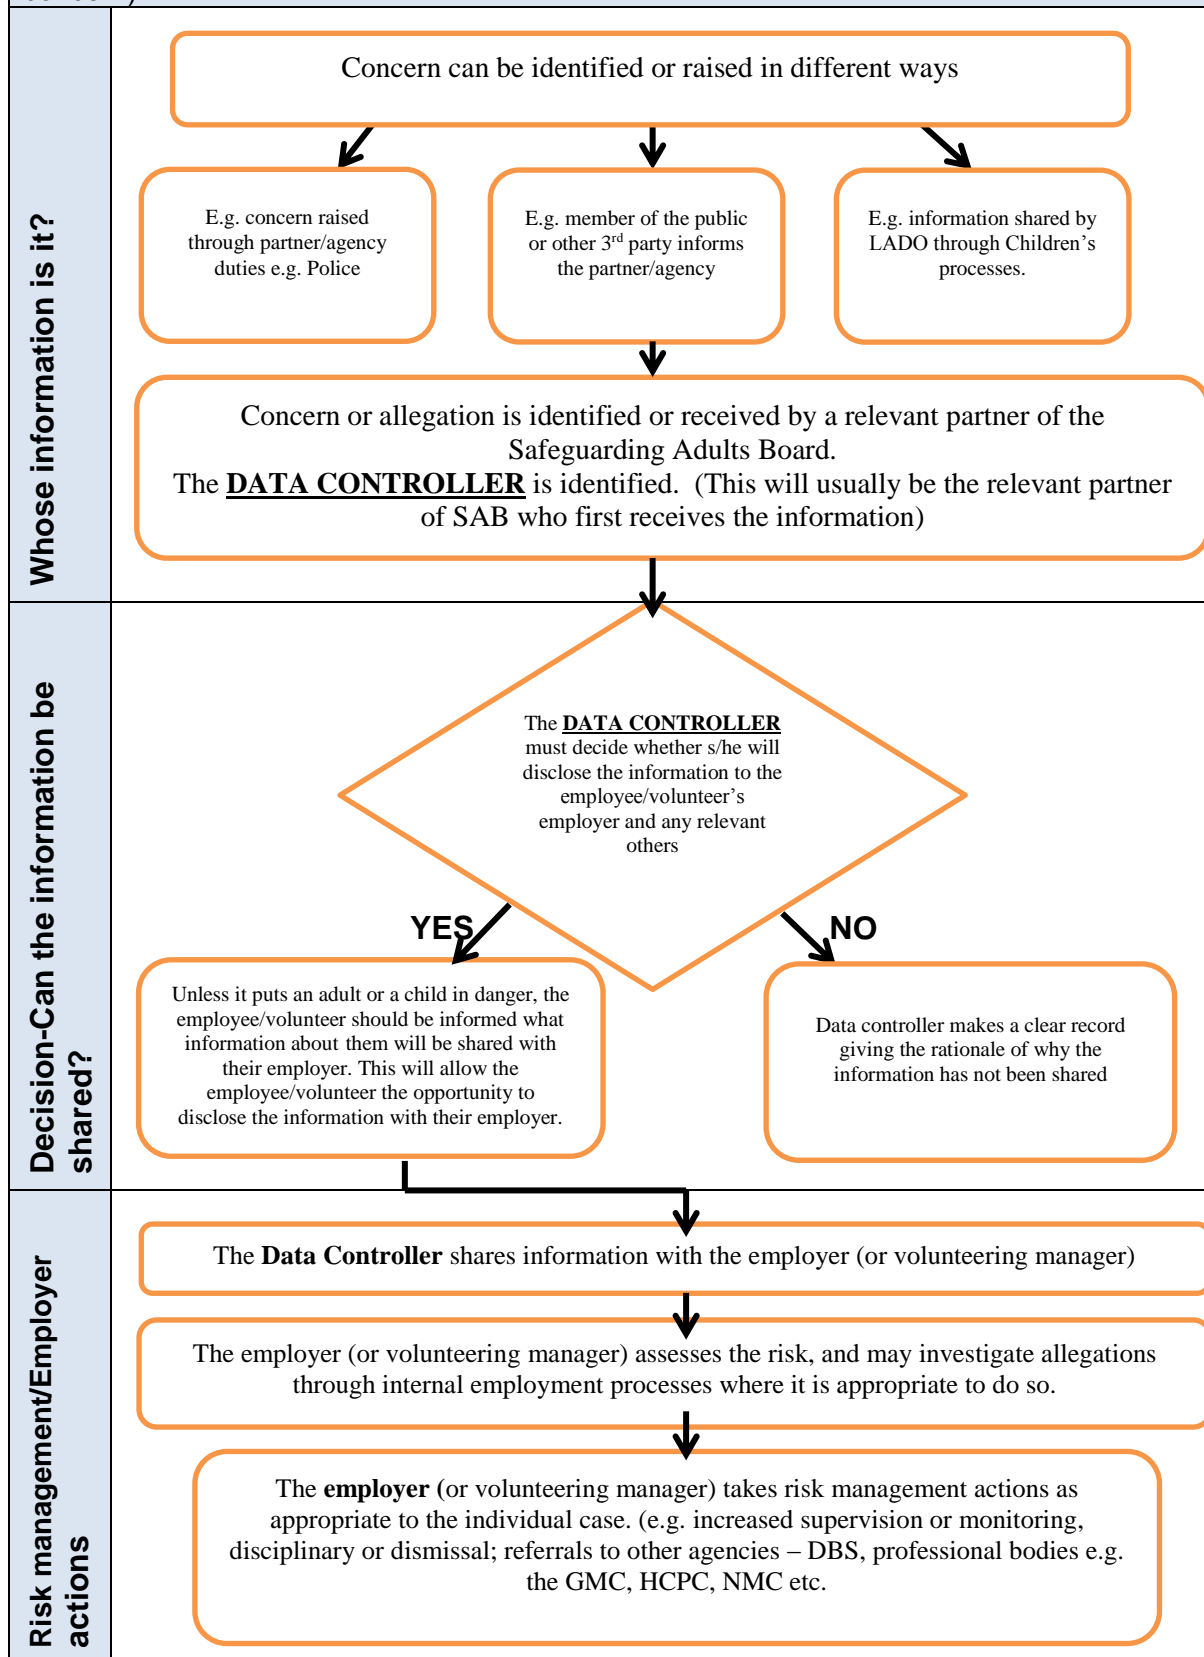 Whose information is it?
Concern can be identified or raised in different ways
E.g. concern raised
through partner/agency
duties e.g. Police
E.g. member of the public
or other 3rd party informs
the partner/agency
E.g. information shared by
LADO through Children’s
processes.
Concern or allegation is identified or received by a relevant partner of the
Safeguarding Adults Board.
The DATA CONTROLLER is identified. (This will usually be the relevant partner
of SAB who first receives the information)
Decision-Can the information be
shared?
The DATA CONTROLLER
must decide whether s/he will
disclose the information to the
employee/volunteer’s
employer and any relevant
others
YES
NO
Unless it puts an adult or a child in danger, the
employee/volunteer should be informed what
information about them will be shared with
their employer. This will allow the
employee/volunteer the opportunity to
disclose the information with their employer.
Data controller makes a clear record
giving the rationale of why the
information has not been shared
Risk management/Employer
actions
The Data Controller shares information with the employer (or volunteering manager)
The employer (or volunteering manager) assesses the risk, and may investigate allegations
through internal employment processes where it is appropriate to do so.
The employer (or volunteering manager) takes risk management actions as
appropriate to the individual case. (e.g. increased supervision or monitoring,
disciplinary or dismissal; referrals to other agencies – DBS, professional bodies e.g.
the GMC, HCPC, NMC etc.